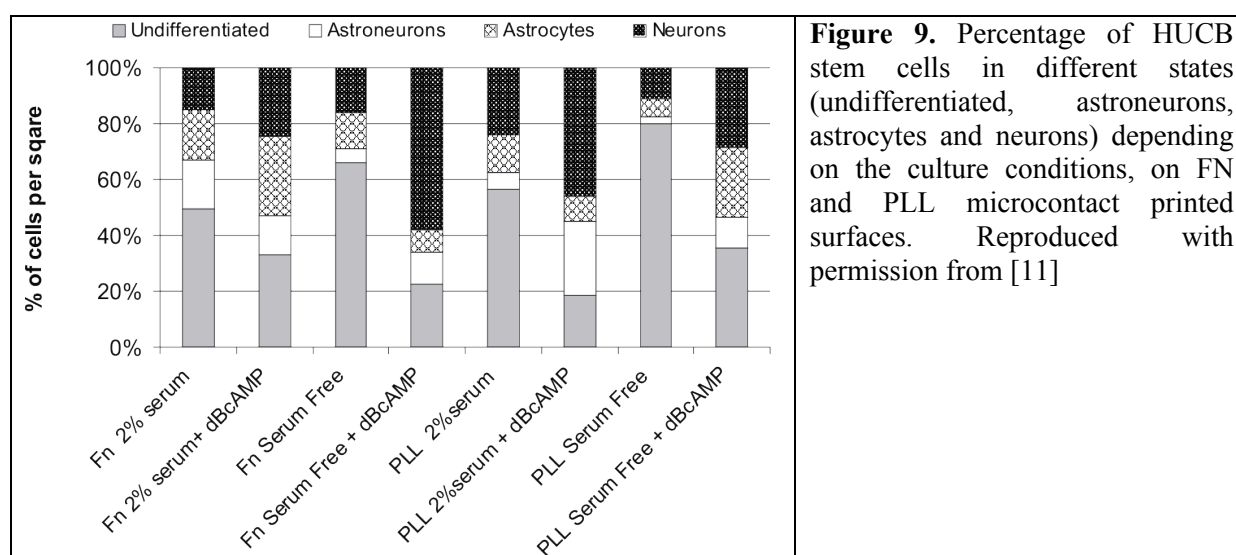 Undifferentiated Astroneurons Astrocytes Neurons
100%
80%
60%
40%
20%
0%
% of cells per sqare
Fn 2% serum
Fn 2% serum+ dBcAMP
Fn Serum Free
Fn Serum Free + dBcAMP
PLL 2%serum
PLL 2%serum + dBcAMP
PLL Serum Free
PLL Serum Free + dBcAMP
Figure 9. Percentage of HUCB
stem cells in different states
(undifferentiated, astroneurons,
astrocytes and neurons) depending
on the culture conditions, on FN
and PLL microcontact printed
surfaces. Reproduced with
permission from [11]